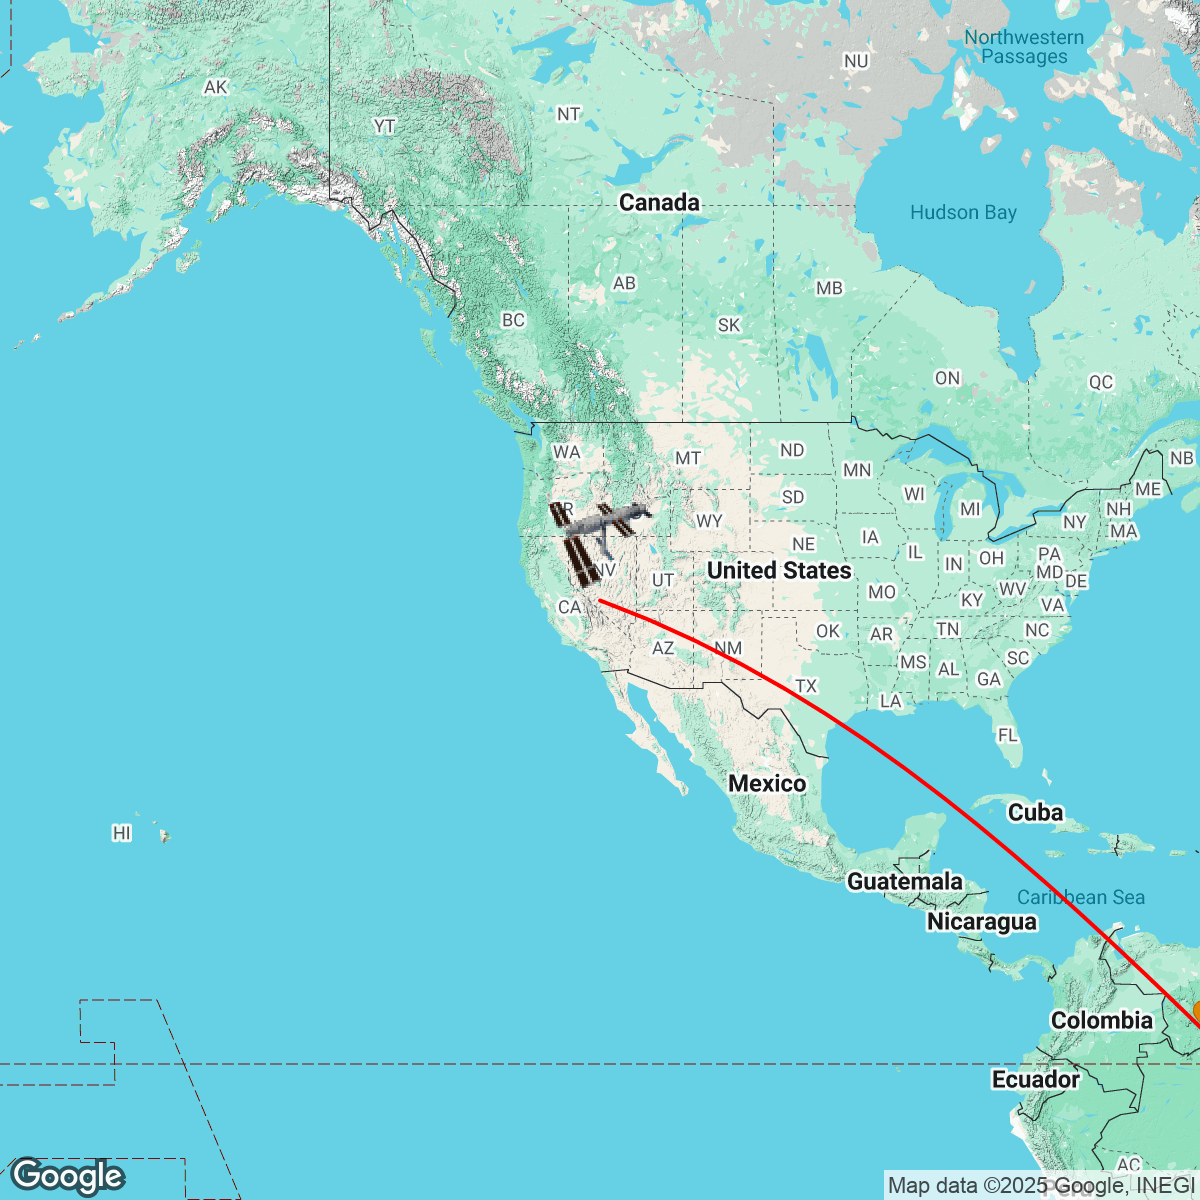 Northwestern
Passages
NU
AK
NT
YT
Canada
Hudson Bay
AB
MB
BC
SK
ON
QC
WA
MT
ND
MN
NB
ME
SD
WI
MI
NH
NY
MA
WY
IA
NE
IL
IN
OH
PA
United States
NV
UT
MD
DE
MO
WV
KY
VA
CA
OK
AR
TN
NC
AZ
NM
MS
AL
SC
GA
TX
LA
FL
Mexico
Cuba
HI
Guatemala
Caribbean Sea
Nicaragua
Colombia
Ecuador
AC
Google
Map data ©2025 Google, INEGI